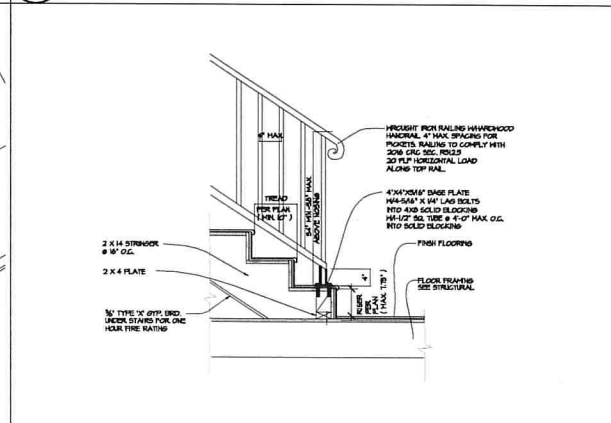 WROUGHT IRON RAILING W/HARDWOOD
HANDRAIL. 4" MAX. SPACING FOR
PICKETS. RAILING TO COMPLY WITH
2016 CRC SEC.
20 PLF HORIZONTAL LOAD
ALONG TOP RAIL.
4" MAX.
TREAD
PER PLAN
( MIN. 10" )
34" MIN.-38" MAX.
ABOVE NOSING
4"X4"X5/16" BASE PLATE
W/4-5/16" X 1/4" LAG BOLTS
INTO 4X8 SOLID BLOCKING
W/1-1/2" SQ. TUBE @ 4'-0" MAX. O.C.
INTO SOLID BLOCKING
2 X 14 STRINGER
@ 16" O.C.
FINISH FLOORING
2 X 4 PLATE
4"
FLOOR FRAMING
SEE STRUCTURAL
RISER
PER
PLAN
( MAX. 7.75" )
5/8" TYPE 'X' GYP. BRD.
UNDER STAIRS FOR ONE
HOUR FIRE RATING